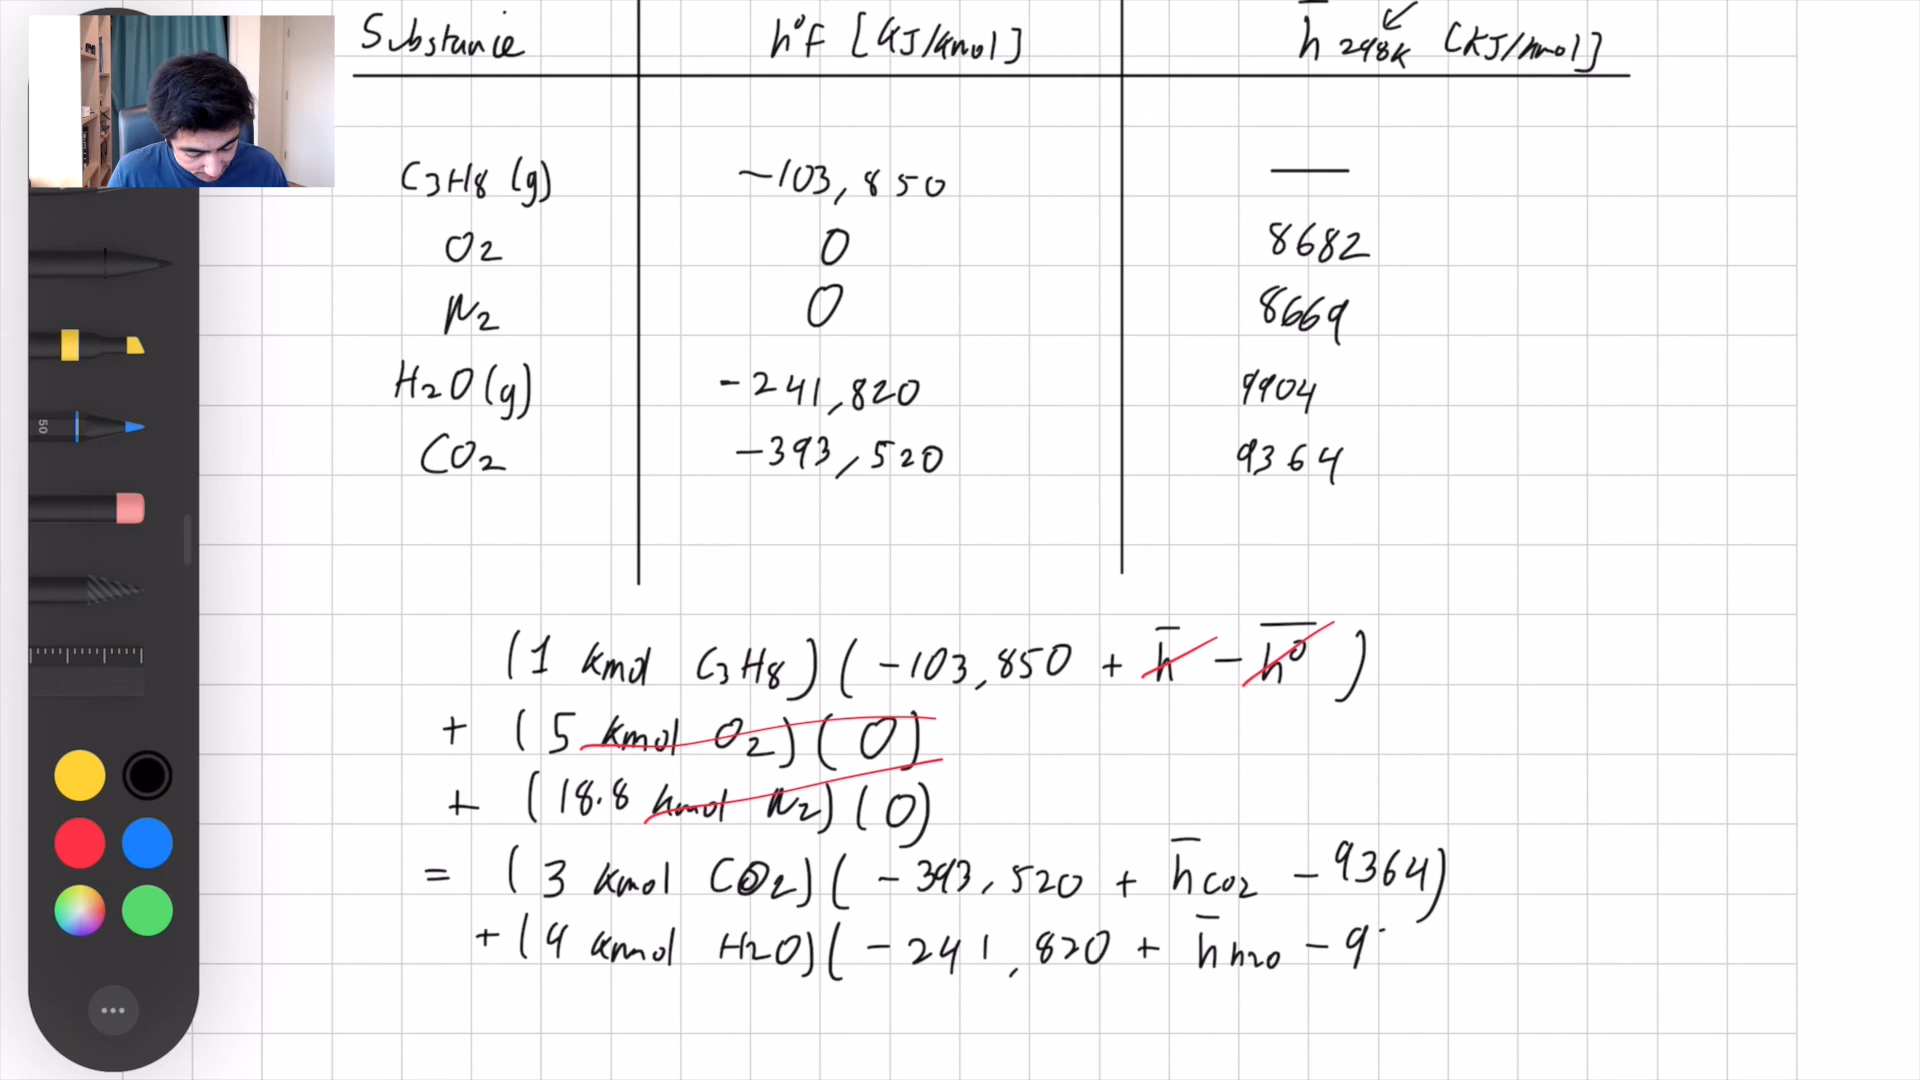 Substance h°f [KJ/kmol] h̄ 298K [KJ/kmol]
C3H8 (g) -103,850 —
O2 0 8682
N2 0 8669
H2O(g) -241,820 9904
CO2 -393,520 9364
50
(1 kmol C3H8)(-103,850 + h̄ - h̄°)
+ (5 kmol O2)(0)
+ (18.8 kmol N2)(0)
= (3 kmol CO2)(-393,520 + h̄co2 - 9364)
+ (4 kmol H2O)(-241,820 + h̄h2o - 9